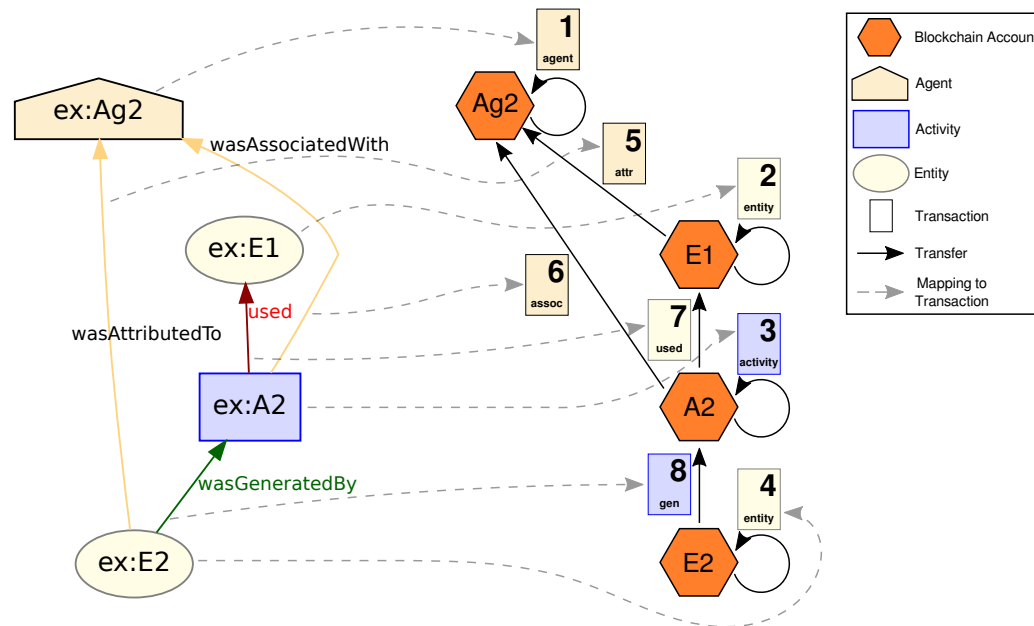 1
agent
Blockchain Account
ex:Ag2
Ag2
Agent
wasAssociatedWith
5
attr
Activity
2
entity
Entity
ex:E1
Transaction
E1
Transfer
6
assoc
Mapping to
Transaction
used
wasAttributedTo
7
used
3
activity
ex:A2
A2
wasGeneratedBy
8
gen
4
entity
ex:E2
E2